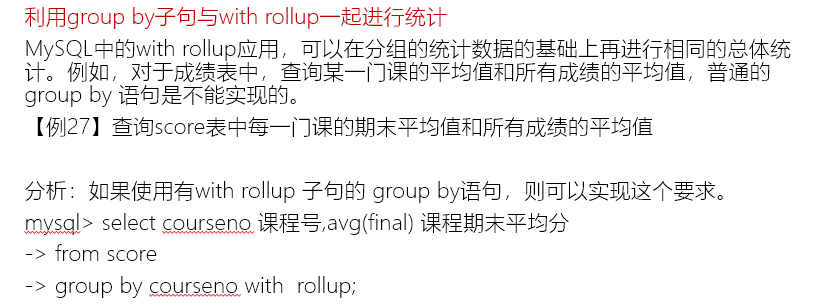 利用group by子句与with rollup一起进行统计
MySQL中的with rollup应用，可以在分组的统计数据的基础上再进行相同的总体统
计。例如，对于成绩表中，查询某一门课的平均值和所有成绩的平均值，普通的
group by 语句是不能实现的。
【例27】查询score表中每一门课的期末平均值和所有成绩的平均值
分析：如果使用有with rollup 子句的 group by语句，则可以实现这个要求。
mysql> select courseno 课程号,avg(final) 课程期末平均分
-> from score
-> group by courseno with  rollup;